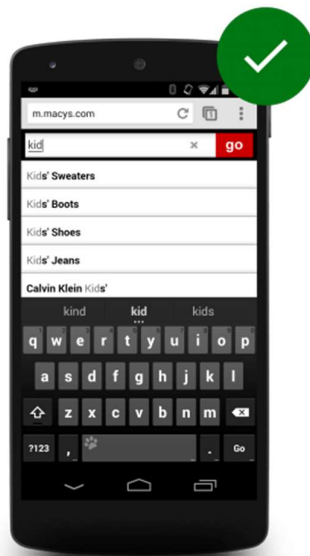 m.macys.com
kid × go
Kids' Sweaters
Kids' Boots
Kids' Shoes
Kids' Jeans
Calvin Klein Kids'
kind kid kids
q w e r t y u i o p
a s d f g h j k l
z x c v b n m
?123 , . Go